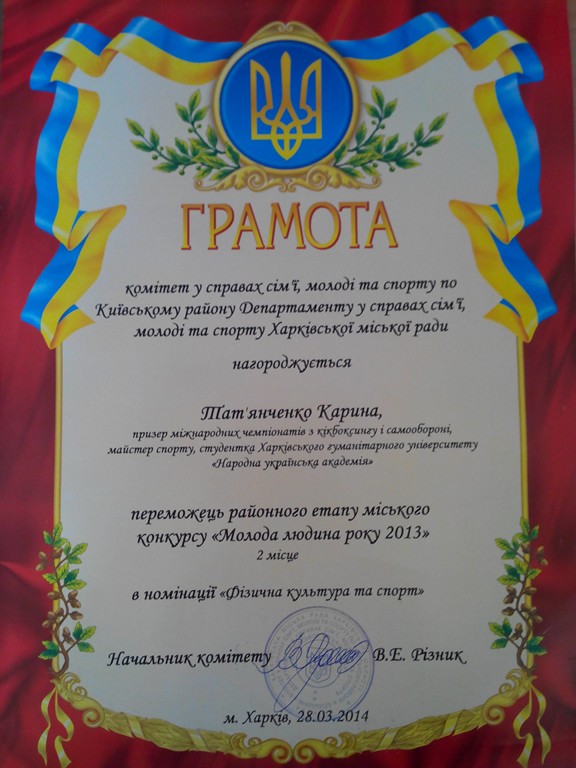 ГРАМОТА
комітет у справах сім'ї, молоді та спорту по
Київському району Департаменту у справах сім'ї,
молоді та спорту Харківської міської ради
нагороджується
Тат'янченко Карина,
призер міжнародних чемпіонатів з кікбоксингу і самообороні,
майстер спорту, студентка Харківського гуманітарного університету
«Народна українська академія»
переможець районного етапу міського
конкурсу «Молода людина року 2013»
2 місце
в номінації «Фізична культура та спорт»
Начальник комітету В.Е. Різник
м. Харків, 28.03.2014